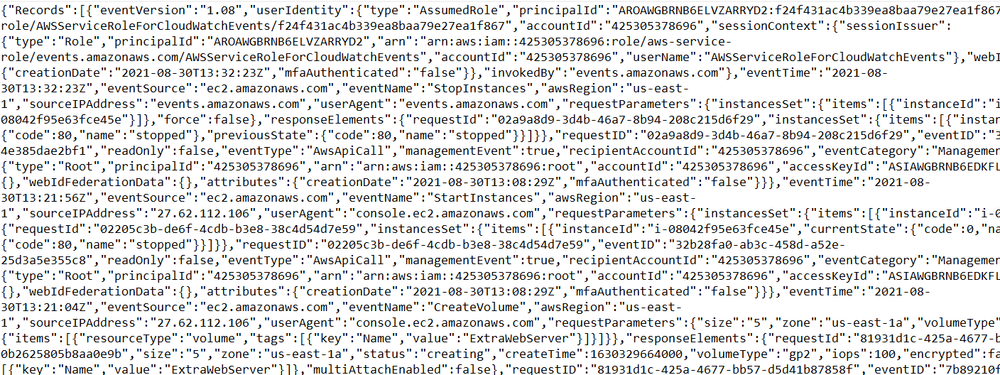 {"Records":[{"eventVersion":"1.08","userIdentity":{"type":"AssumedRole","principalId":"AROAWGBRNB6ELVZARRYD2:f24f431ac4b339ea8baa79e27ea1f867
role/AWSServiceRoleForCloudWatchEvents/f24f431ac4b339ea8baa79e27ea1f867","accountId":"425305378696","sessionContext":{"sessionIssuer":
{"type":"Role","principalId":"AROAWGBRNB6ELVZARRYD2","arn":"arn:aws:iam::425305378696:role/aws-service-
role/events.amazonaws.com/AWSServiceRoleForCloudWatchEvents","accountId":"425305378696","userName":"AWSServiceRoleForCloudWatchEvents"},"webI
{"creationDate":"2021-08-30T13:32:23Z","mfaAuthenticated":"false"}},"invokedBy":"events.amazonaws.com"},"eventTime":"2021-08-
30T13:32:23Z","eventSource":"ec2.amazonaws.com","eventName":"StopInstances","awsRegion":"us-east-
1","sourceIPAddress":"events.amazonaws.com","userAgent":"events.amazonaws.com","requestParameters":{"instancesSet":{"items":[{"instanceId":"i
08042f95e63fce45e"}]},"force":false},"responseElements":{"requestId":"02a9a8d9-3d4b-46a7-8b94-208c215d6f29","instancesSet":{"items":[{"instan
{"code":80,"name":"stopped"},"previousState":{"code":80,"name":"stopped"}}]}},"requestID":"02a9a8d9-3d4b-46a7-8b94-208c215d6f29","eventID":"3
4e385dae2bf1","readOnly":false,"eventType":"AwsApiCall","managementEvent":true,"recipientAccountId":"425305378696","eventCategory":"Managemen
{"type":"Root","principalId":"425305378696","arn":"arn:aws:iam::425305378696:root","accountId":"425305378696","accessKeyId":"ASIAWGBRNB6EDKFL
{},"webIdFederationData":{},"attributes":{"creationDate":"2021-08-30T13:08:29Z","mfaAuthenticated":"false"}}},"eventTime":"2021-08-
30T13:21:56Z","eventSource":"ec2.amazonaws.com","eventName":"StartInstances","awsRegion":"us-east-
1","sourceIPAddress":"27.62.112.106","userAgent":"console.ec2.amazonaws.com","requestParameters":{"instancesSet":{"items":[{"instanceId":"i-0
{"requestId":"02205c3b-de6f-4cdb-b3e8-38c4d54d7e59","instancesSet":{"items":[{"instanceId":"i-08042f95e63fce45e","currentState":{"code":0,"na
{"code":80,"name":"stopped"}}]}},"requestID":"02205c3b-de6f-4cdb-b3e8-38c4d54d7e59","eventID":"32b28fa0-ab3c-458d-a52e-
25d3a5e355c8","readOnly":false,"eventType":"AwsApiCall","managementEvent":true,"recipientAccountId":"425305378696","eventCategory":"Managemen
{"type":"Root","principalId":"425305378696","arn":"arn:aws:iam::425305378696:root","accountId":"425305378696","accessKeyId":"ASIAWGBRNB6EDKFL
{},"webIdFederationData":{},"attributes":{"creationDate":"2021-08-30T13:08:29Z","mfaAuthenticated":"false"}}},"eventTime":"2021-08-
30T13:21:04Z","eventSource":"ec2.amazonaws.com","eventName":"CreateVolume","awsRegion":"us-east-
1","sourceIPAddress":"27.62.112.106","userAgent":"console.ec2.amazonaws.com","requestParameters":{"size":"5","zone":"us-east-1a","volumeType"
{"items":[{"resourceType":"volume","tags":[{"key":"Name","value":"ExtraWebServer"}]}]}},"responseElements":{"requestId":"81931d1c-425a-4677-b
0b2625805b8aa0e9b","size":"5","zone":"us-east-1a","status":"creating","createTime":1630329664000,"volumeType":"gp2","iops":100,"encrypted":fa
[{"key":"Name","value":"ExtraWebServer"}]},"multiAttachEnabled":false},"requestID":"81931d1c-425a-4677-bb57-d5d41b87858f","eventID":"7b89210f